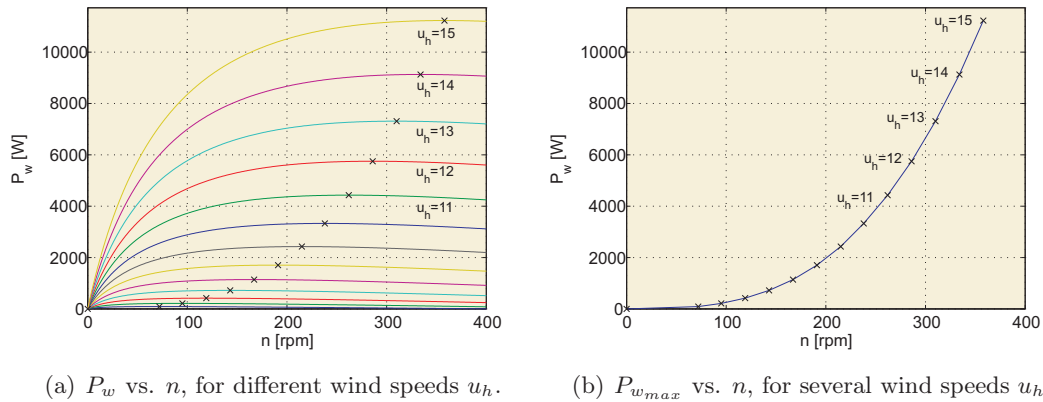 P_w [W]
10000
8000
6000
4000
2000
0
u_h=15
u_h=14
u_h=13
u_h=12
u_h=11
0 100 200 300 400
n [rpm]
(a) P_w vs. n, for different wind speeds u_h.
P_w [W]
10000
8000
6000
4000
2000
0
u_h=15
u_h=14
u_h=13
u_h=12
u_h=11
0 100 200 300 400
n [rpm]
(b) P_{w_{max}} vs. n, for several wind speeds u_h